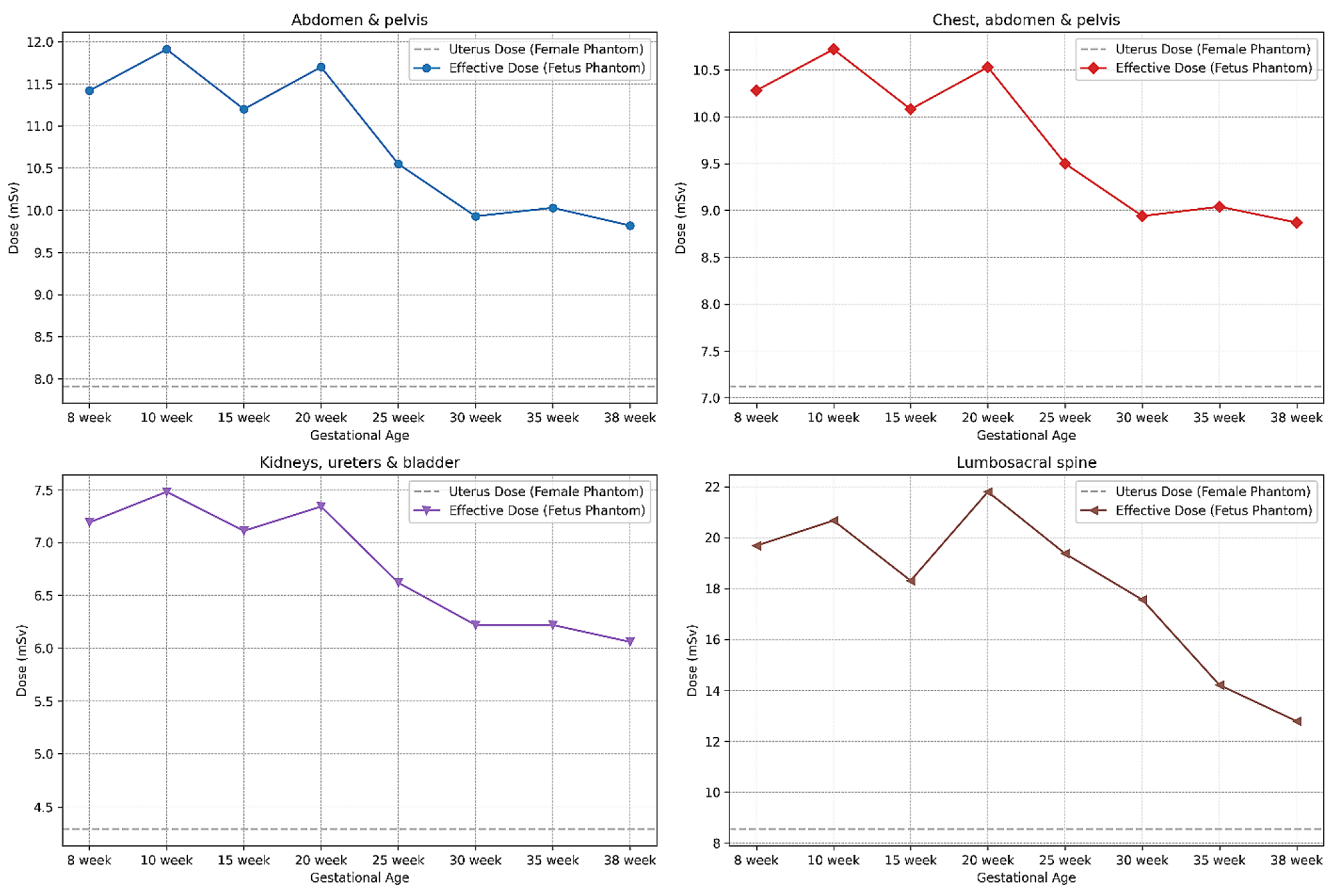 Abdomen & pelvis
12.0
11.5
11.0
10.5
10.0
9.5
9.0
8.5
8.0
Dose (mSv)
Uterus Dose (Female Phantom)
Effective Dose (Fetus Phantom)
8 week 10 week 15 week 20 week 25 week 30 week 35 week 38 week
Gestational Age
Chest, abdomen & pelvis
10.5
10.0
9.5
9.0
8.5
8.0
7.5
7.0
Dose (mSv)
Uterus Dose (Female Phantom)
Effective Dose (Fetus Phantom)
8 week 10 week 15 week 20 week 25 week 30 week 35 week 38 week
Gestational Age
Kidneys, ureters & bladder
7.5
7.0
6.5
6.0
5.5
5.0
4.5
Dose (mSv)
Uterus Dose (Female Phantom)
Effective Dose (Fetus Phantom)
8 week 10 week 15 week 20 week 25 week 30 week 35 week 38 week
Gestational Age
Lumbosacral spine
22
20
18
16
14
12
10
8
Dose (mSv)
Uterus Dose (Female Phantom)
Effective Dose (Fetus Phantom)
8 week 10 week 15 week 20 week 25 week 30 week 35 week 38 week
Gestational Age